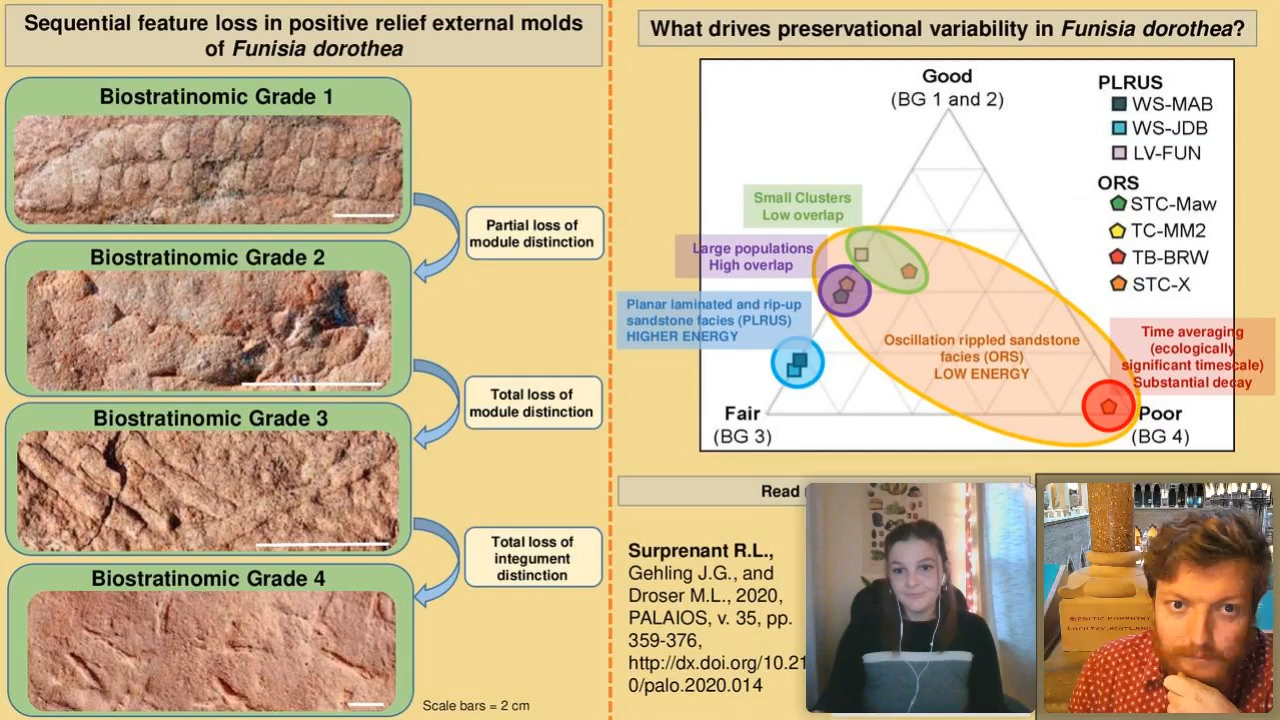 Sequential feature loss in positive relief external molds
of Funisia dorothea
Biostratinomic Grade 1
Partial loss of
module distinction
Biostratinomic Grade 2
Total loss of
module distinction
Biostratinomic Grade 3
Total loss of
integument
distinction
Biostratinomic Grade 4
Scale bars = 2 cm
What drives preservational variability in Funisia dorothea?
Good
(BG 1 and 2)
PLRUS
WS-MAB
WS-JDB
LV-FUN
ORS
STC-Maw
TC-MM2
TB-BRW
STC-X
Small Clusters
Low overlap
Large populations
High overlap
Planar laminated and rip-up
sandstone facies (PLRUS)
HIGHER ENERGY
Oscillation rippled sandstone
facies (ORS)
LOW ENERGY
Time averaging
(ecologically
significant timescale)
Substantial decay
Fair
(BG 3)
Poor
(BG 4)
Read
Surprenant R.L.,
Gehling J.G., and
Droser M.L., 2020,
PALAIOS, v. 35, pp.
359-376,
http://dx.doi.org/10.21
0/palo.2020.014